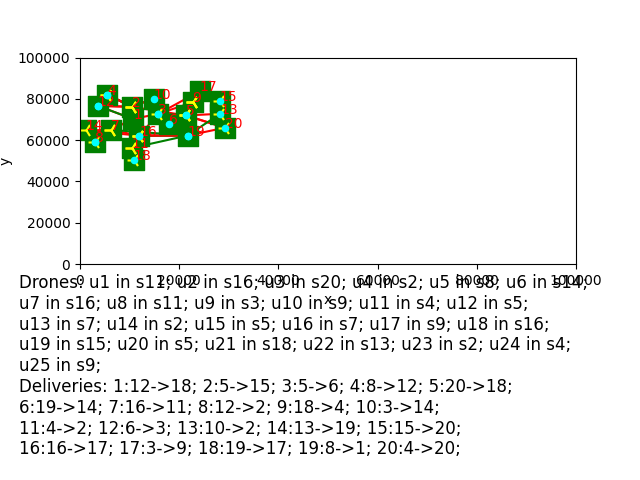 100000
80000
60000
40000
20000
0
y
17
0 20000 40000 60000 80000 100000
x
Drones: u1 in s11; u2 in s16; u3 in s20; u4 in s2; u5 in s8; u6 in s14;
u7 in s16; u8 in s11; u9 in s3; u10 in s9; u11 in s4; u12 in s5;
u13 in s7; u14 in s2; u15 in s5; u16 in s7; u17 in s9; u18 in s16;
u19 in s15; u20 in s5; u21 in s18; u22 in s13; u23 in s2; u24 in s4;
u25 in s9;
Deliveries: 1:12->18; 2:5->15; 3:5->6; 4:8->12; 5:20->18;
6:19->14; 7:16->11; 8:12->2; 9:18->4; 10:3->14;
11:4->2; 12:6->3; 13:10->2; 14:13->19; 15:15->20;
16:16->17; 17:3->9; 18:19->17; 19:8->1; 20:4->20;